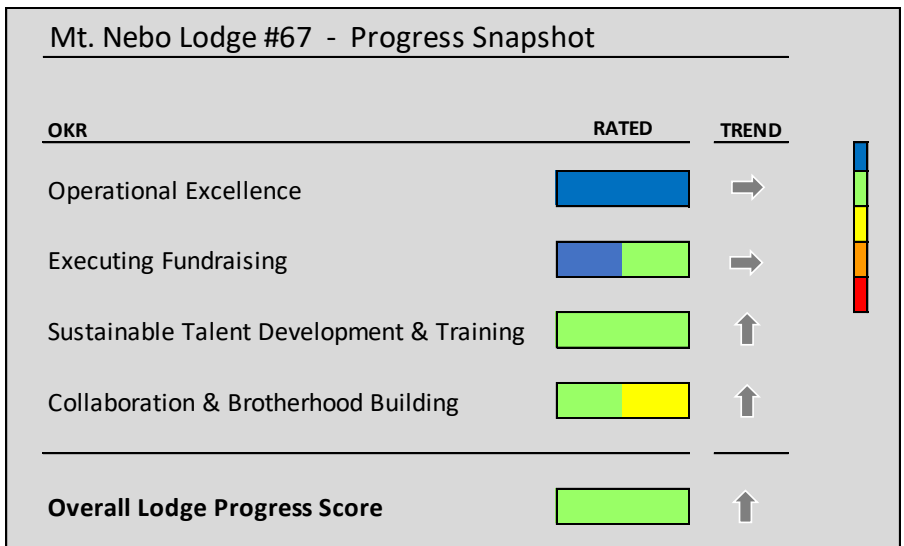 Mt. Nebo Lodge #67 - Progress Snapshot
OKR RATED TREND
Operational Excellence
Executing Fundraising
Sustainable Talent Development & Training
Collaboration & Brotherhood Building
Overall Lodge Progress Score